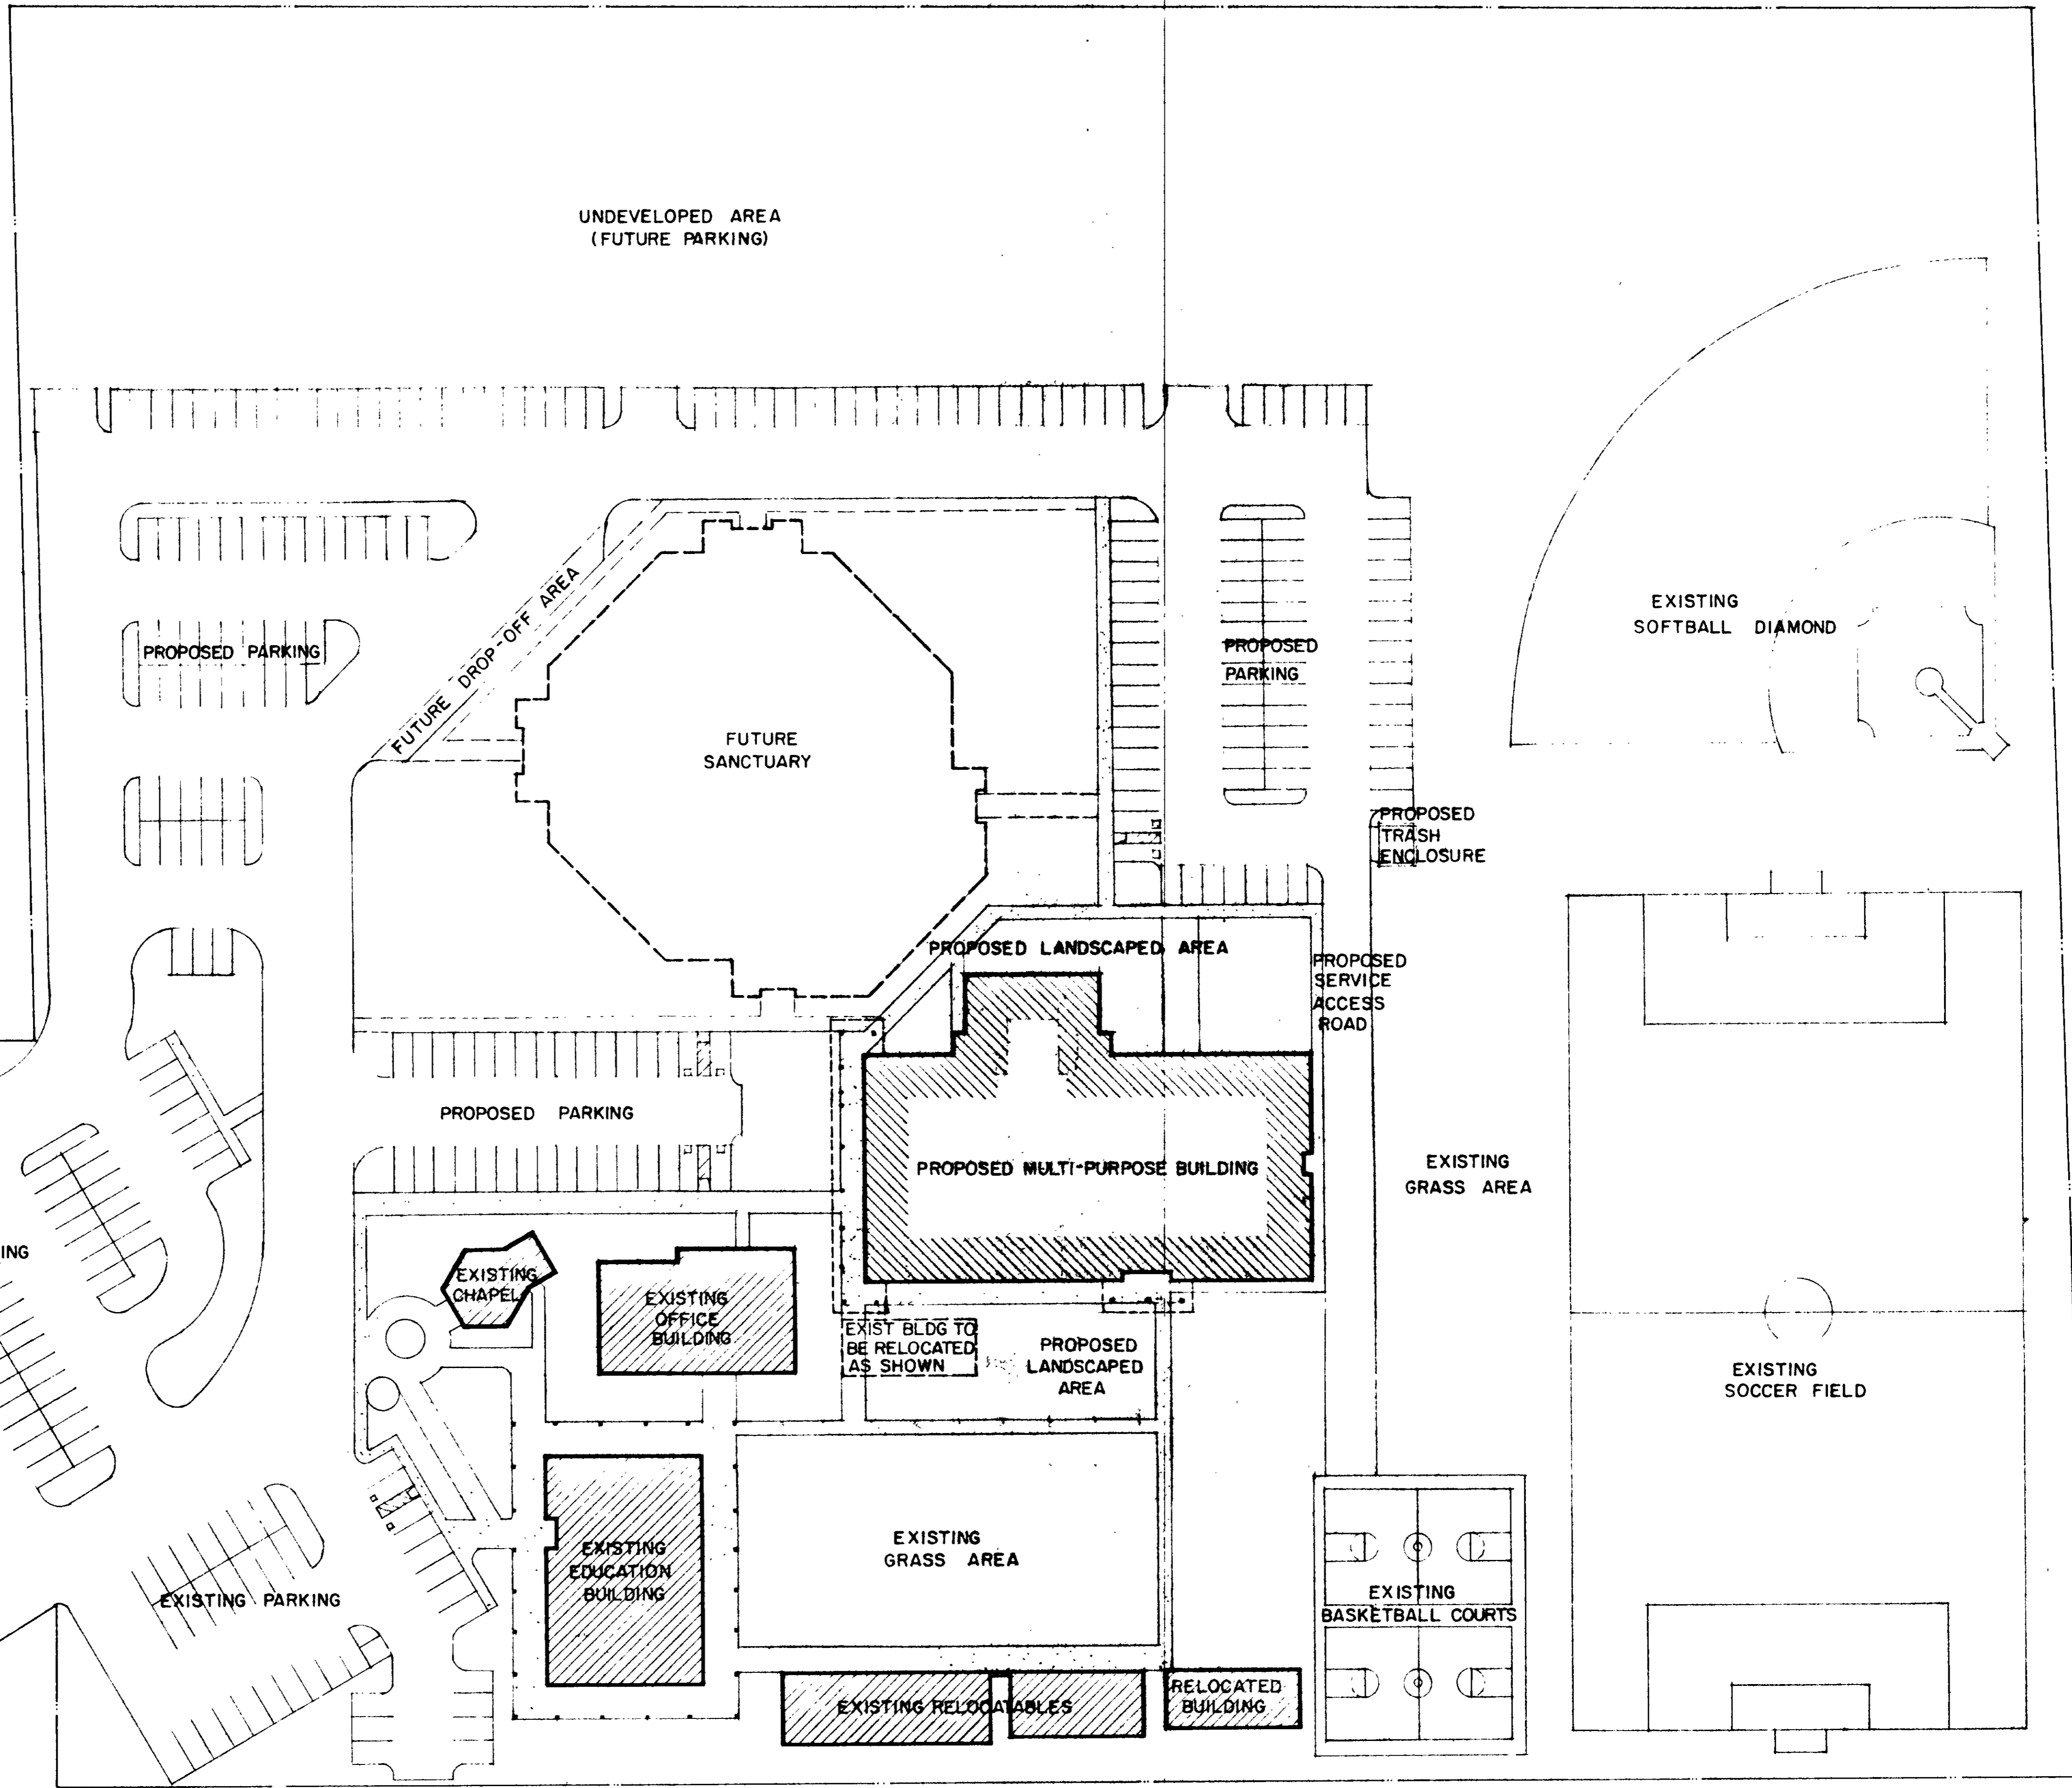 UNDEVELOPED AREA
(FUTURE PARKING)
EXISTING
SOFTBALL DIAMOND
FUTURE DROP-OFF AREA
PROPOSED PARKING
PROPOSED
PARKING
FUTURE
SANCTUARY
PROPOSED
TRASH
ENCLOSURE
PROPOSED LANDSCAPED AREA
PROPOSED
SERVICE
ACCESS
ROAD
PROPOSED PARKING
PROPOSED MULTI-PURPOSE BUILDING
EXISTING
GRASS AREA
ING
EXISTING
CHAPEL
EXISTING
OFFICE
BUILDING
EXIST BLDG TO
BE RELOCATED
AS SHOWN
PROPOSED
LANDSCAPED
AREA
EXISTING
SOCCER FIELD
EXISTING
EDUCATION
BUILDING
EXISTING
GRASS AREA
EXISTING PARKING
EXISTING
BASKETBALL COURTS
EXISTING RELOCATABLES
RELOCATED
BUILDING